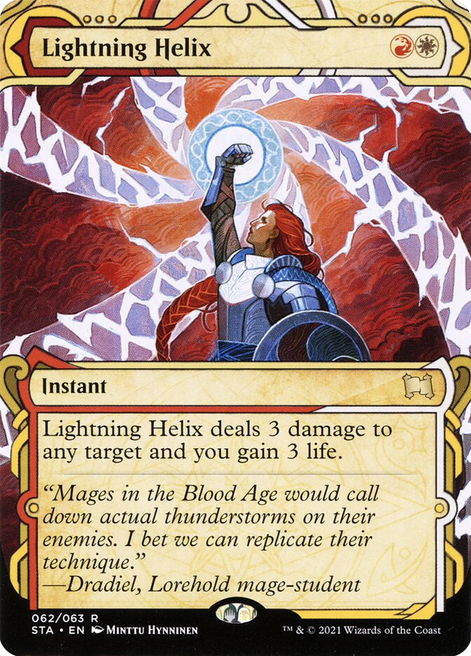 Lightning Helix
Instant
Lightning Helix deals 3 damage to
any target and you gain 3 life.
“Mages in the Blood Age would call
down actual thunderstorms on their
enemies. I bet we can replicate their
technique.”
—Dradiel, Lorehold mage-student
062/063 R
STA • EN Minttu Hynninen
™ & © 2021 Wizards of the Coast